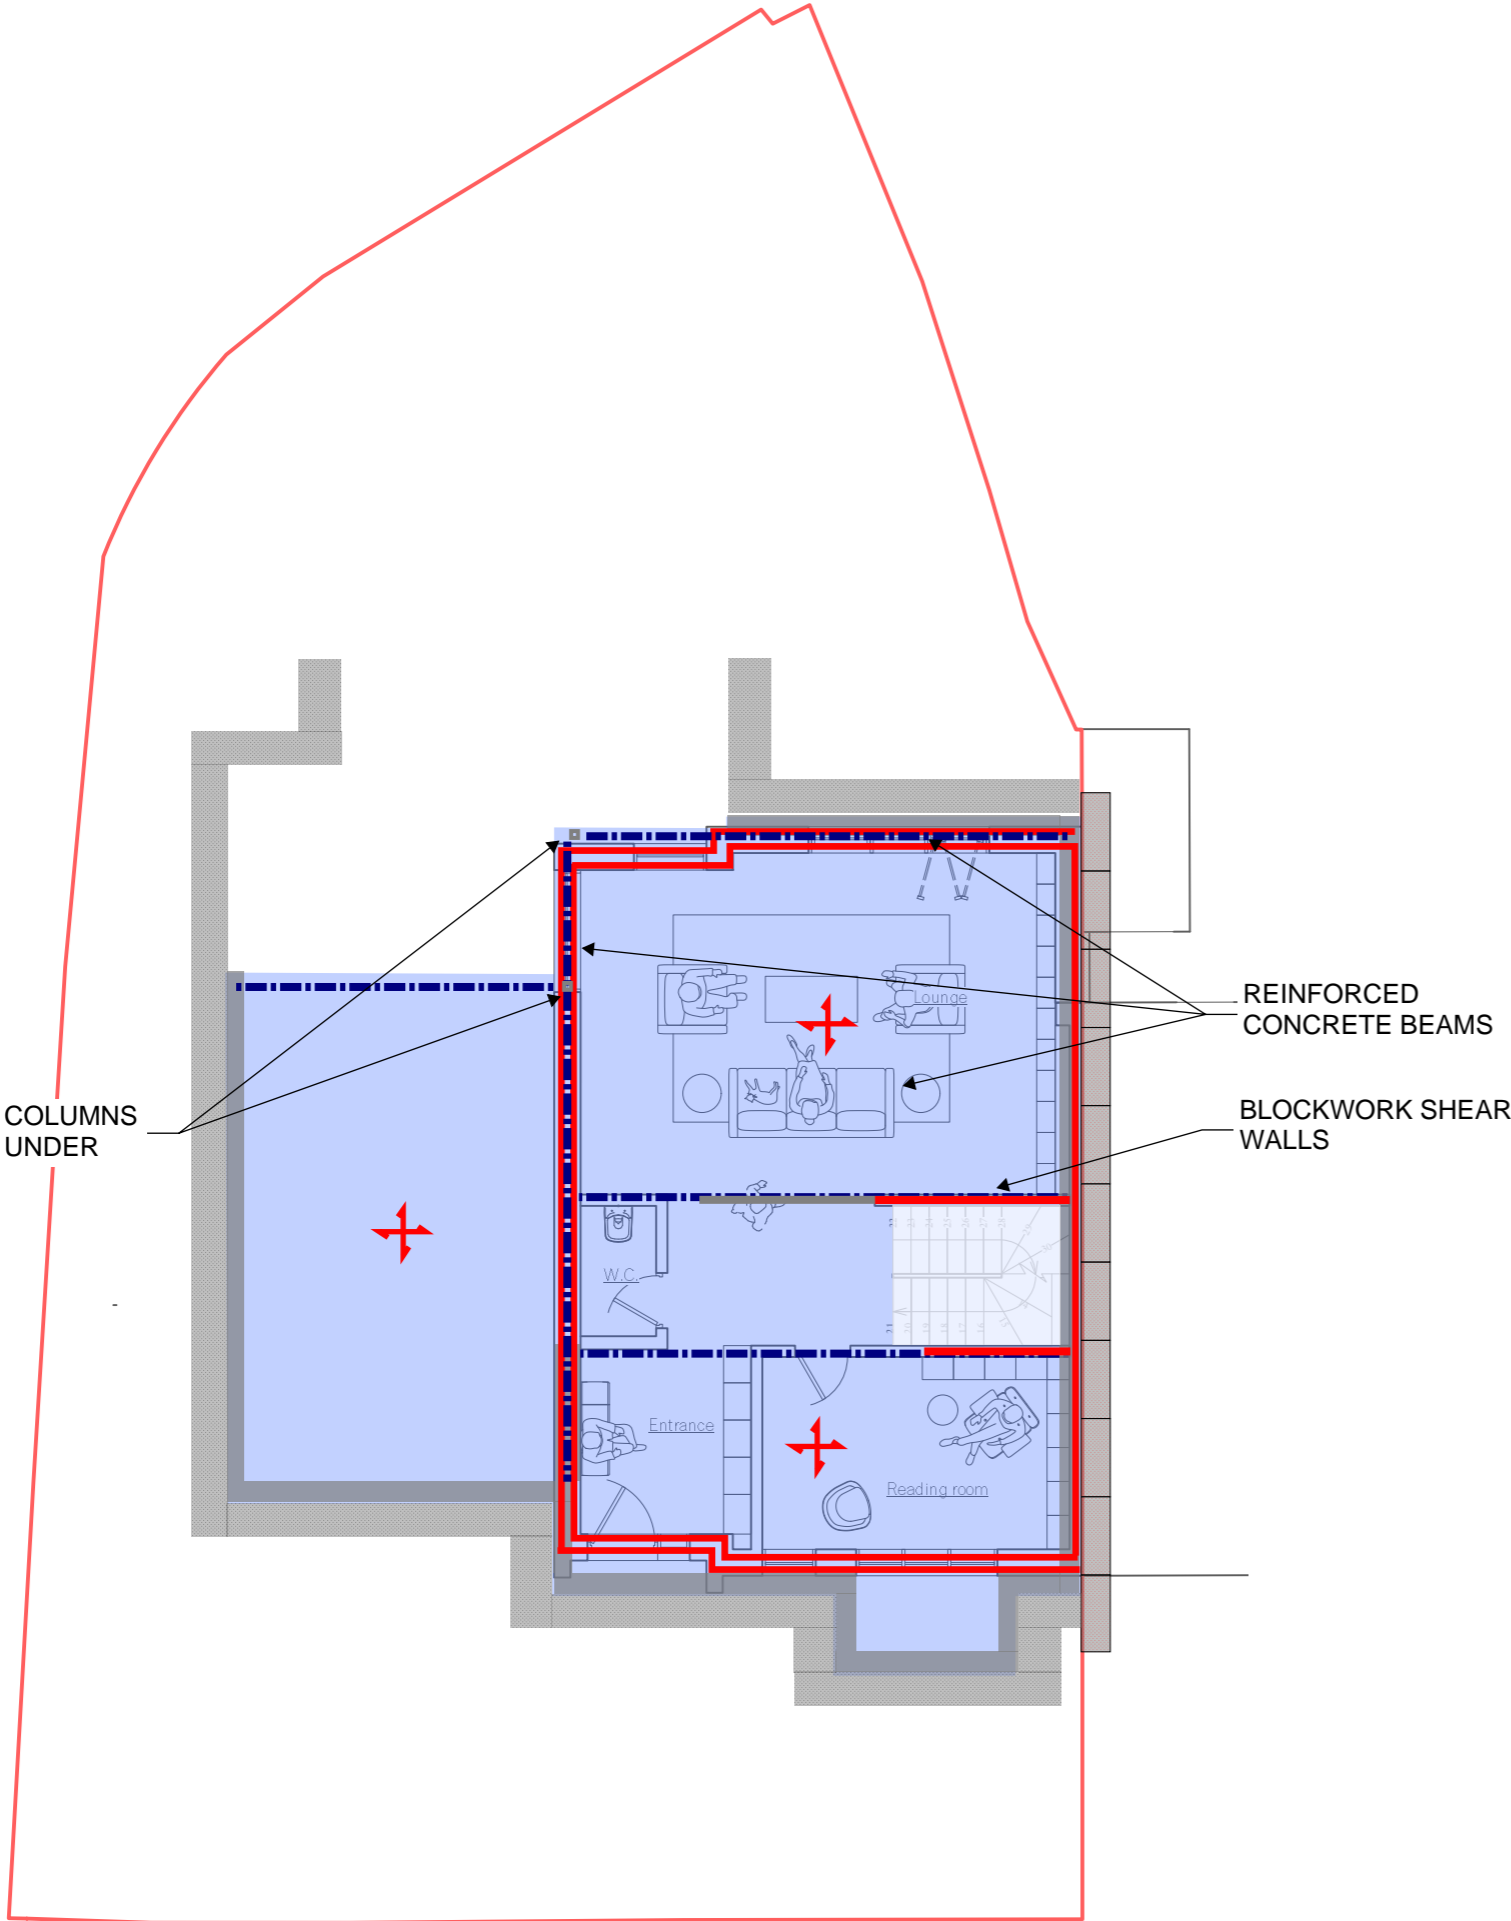 Lounge
REINFORCED
CONCRETE BEAMS
COLUMNS
UNDER
BLOCKWORK SHEAR
WALLS
W.C.
Entrance
Reading room